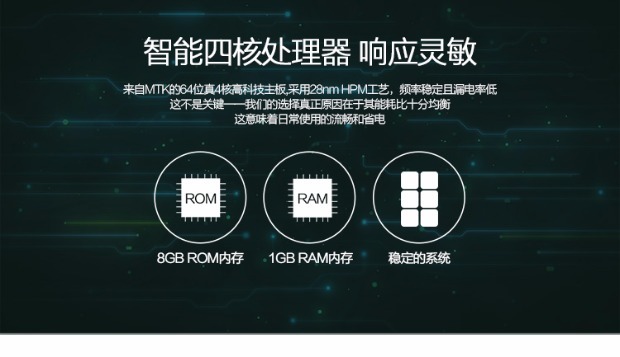 智能四核处理器 响应灵敏
来自MTK的64位真4核高科技主板,采用28nm HPM工艺，频率稳定且漏电率低
这不是关键一一我们的选择真正原因在于其能耗比十分均衡
这意味着日常使用的流畅和省电
ROM RAM
8GB ROM内存 1GB RAM内存 稳定的系统